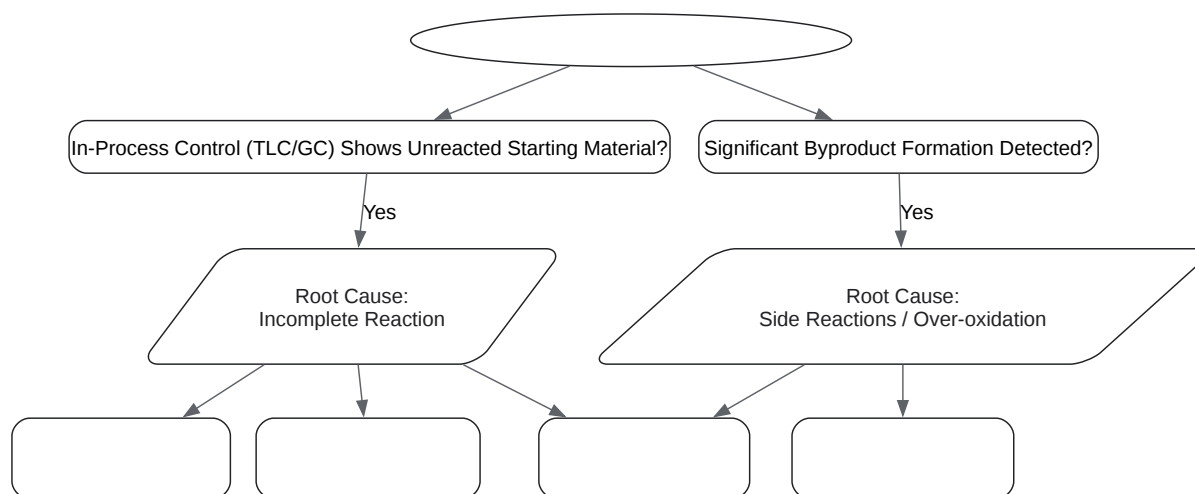 In-Process Control (TLC/GC) Shows Unreacted Starting Material?
Significant Byproduct Formation Detected?
Yes
Yes
Root Cause:
Incomplete Reaction
Root Cause:
Side Reactions / Over-oxidation